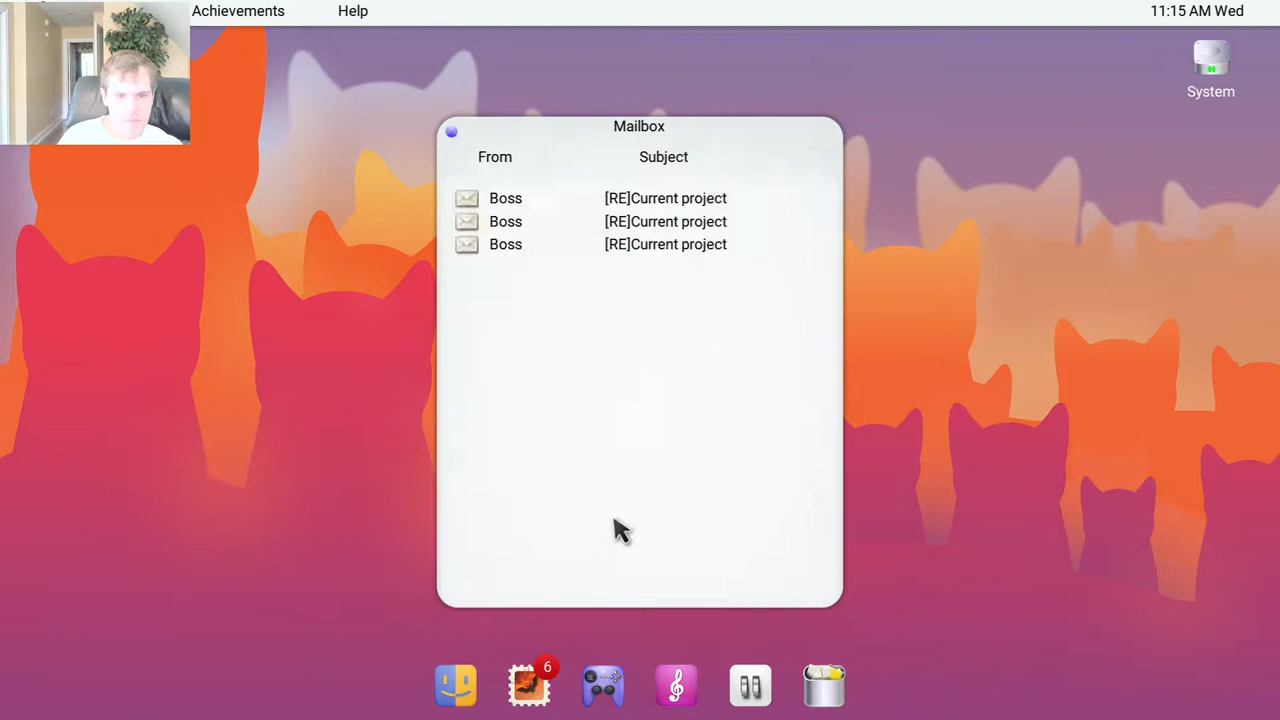 Achievements Help 11:15 AM Wed
System
Mailbox
From Subject
Boss [RE]Current project
Boss [RE]Current project
Boss [RE]Current project
6